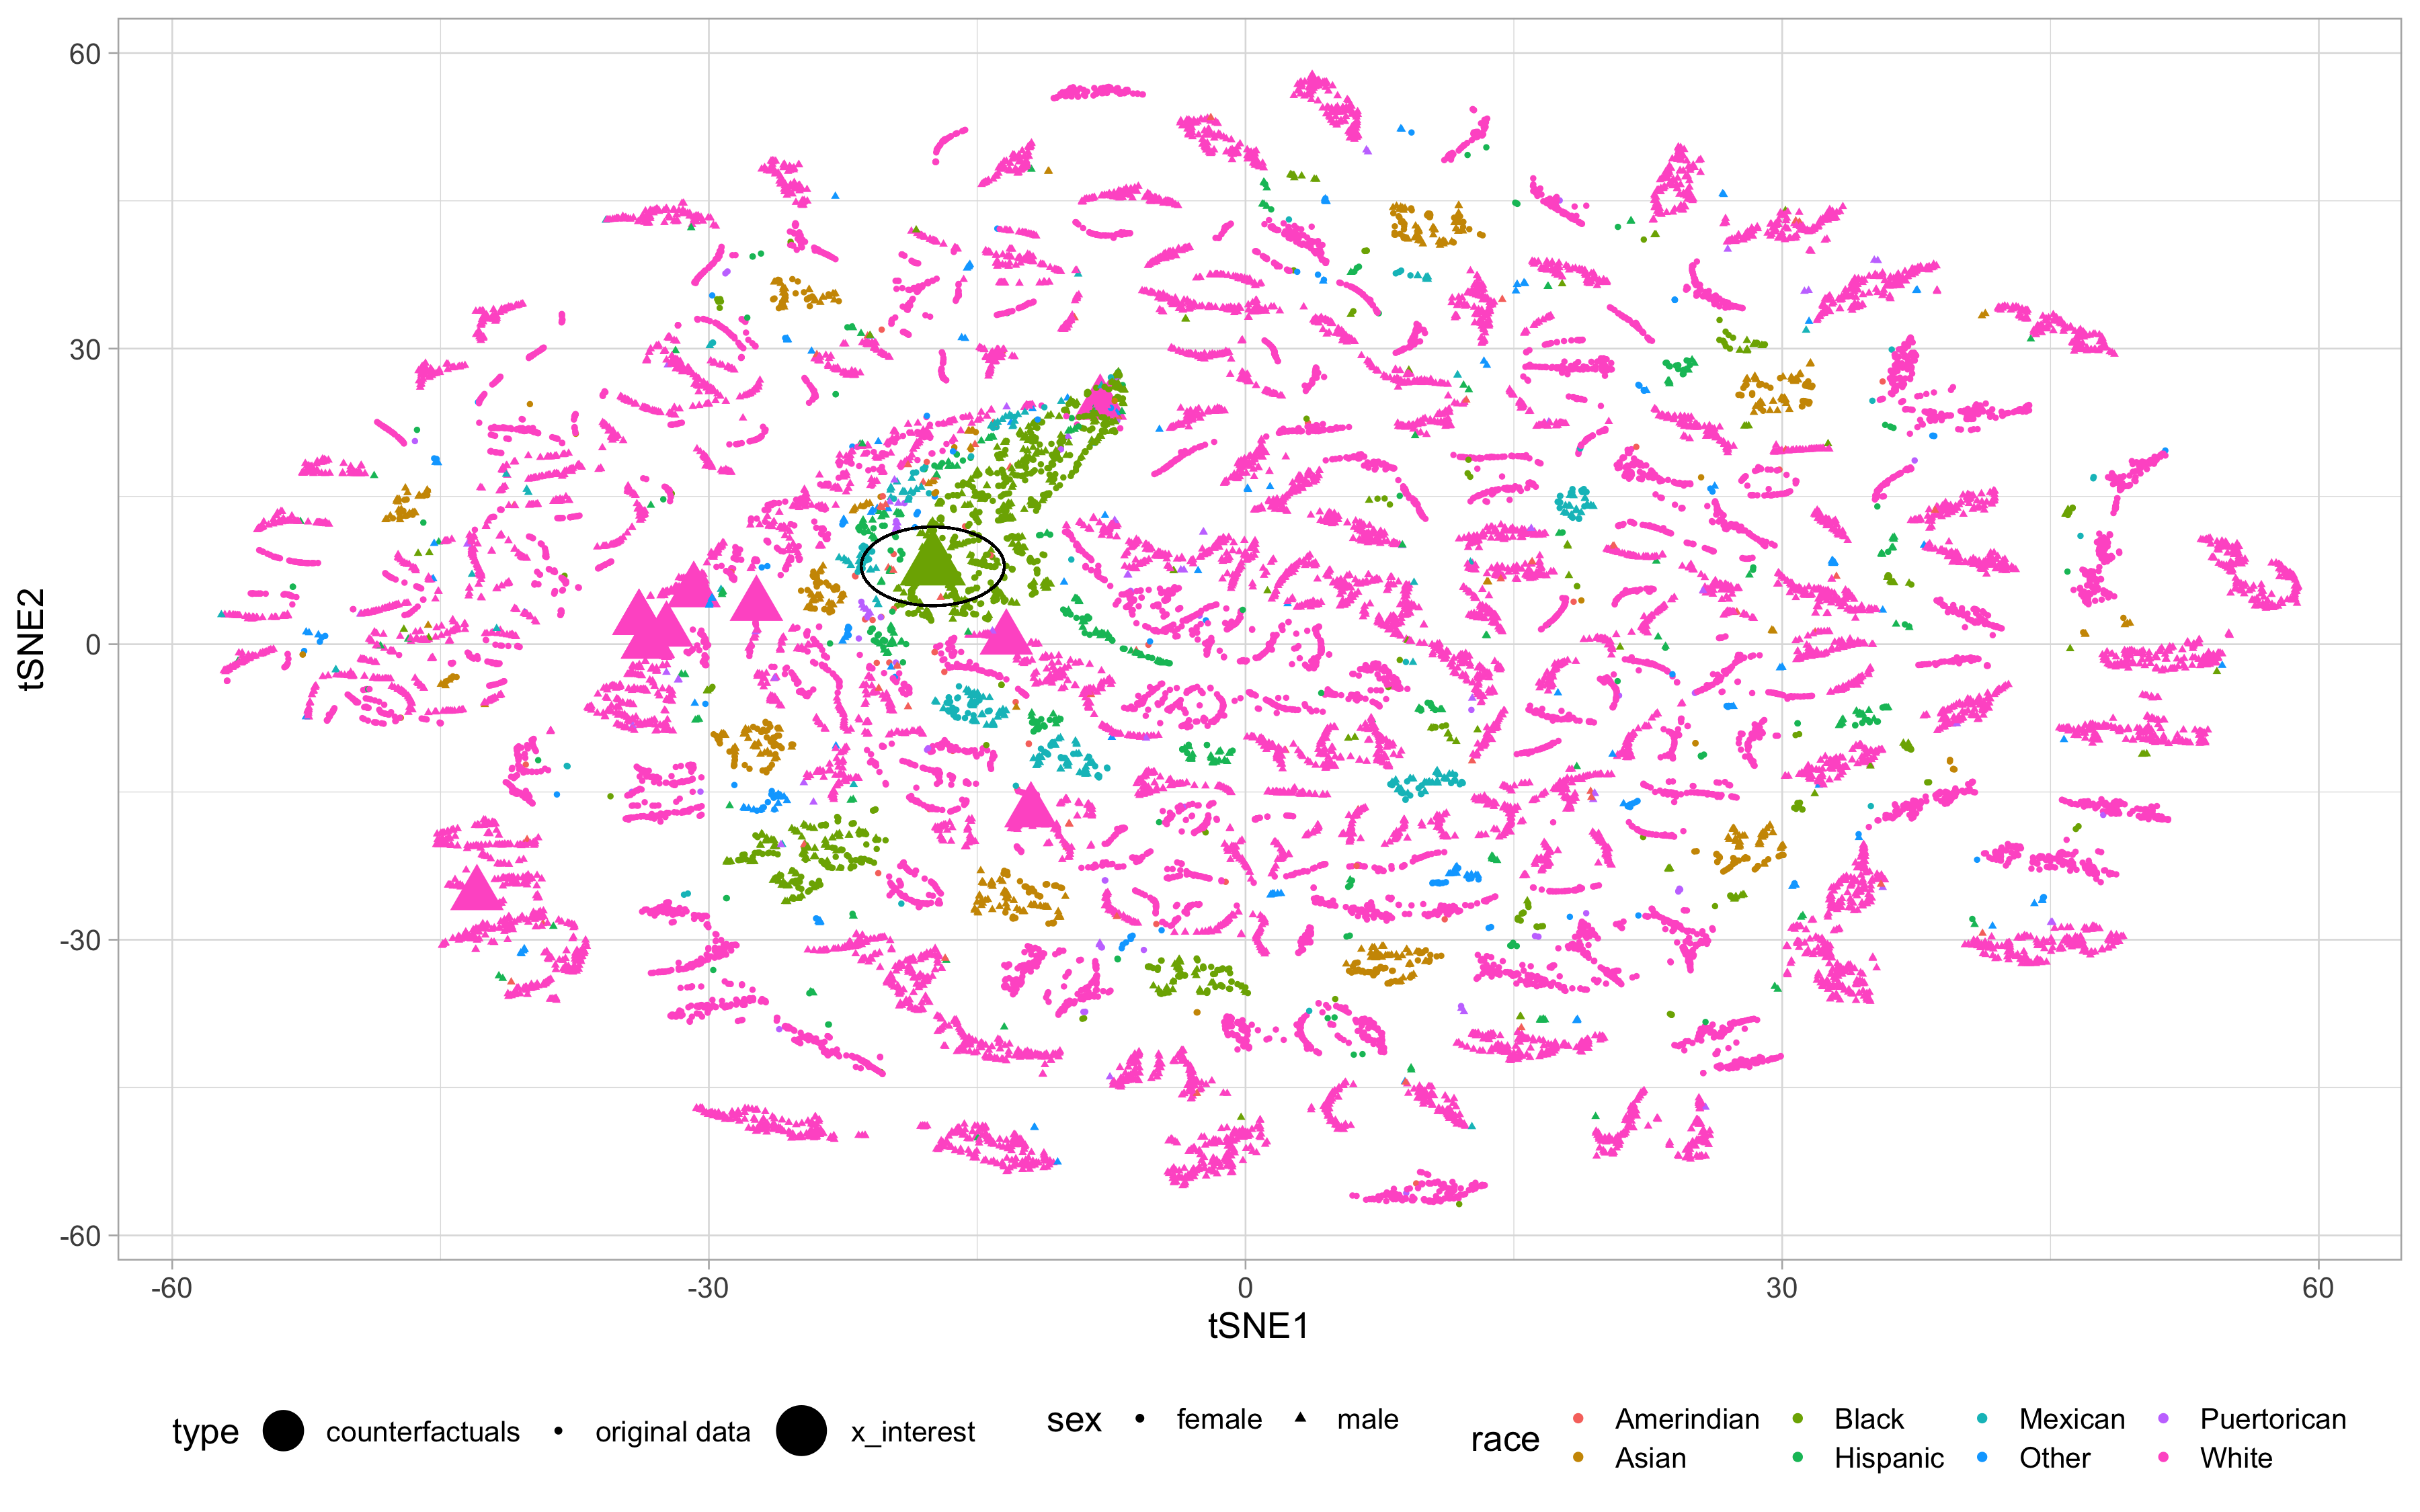 60
30
0
-30
-60
tSNE2
-60 -30 0 30 60
tSNE1
type counterfactuals original data x_interest
sex female male
race Amerindian Black Mexican Puertorican
Asian Hispanic Other White